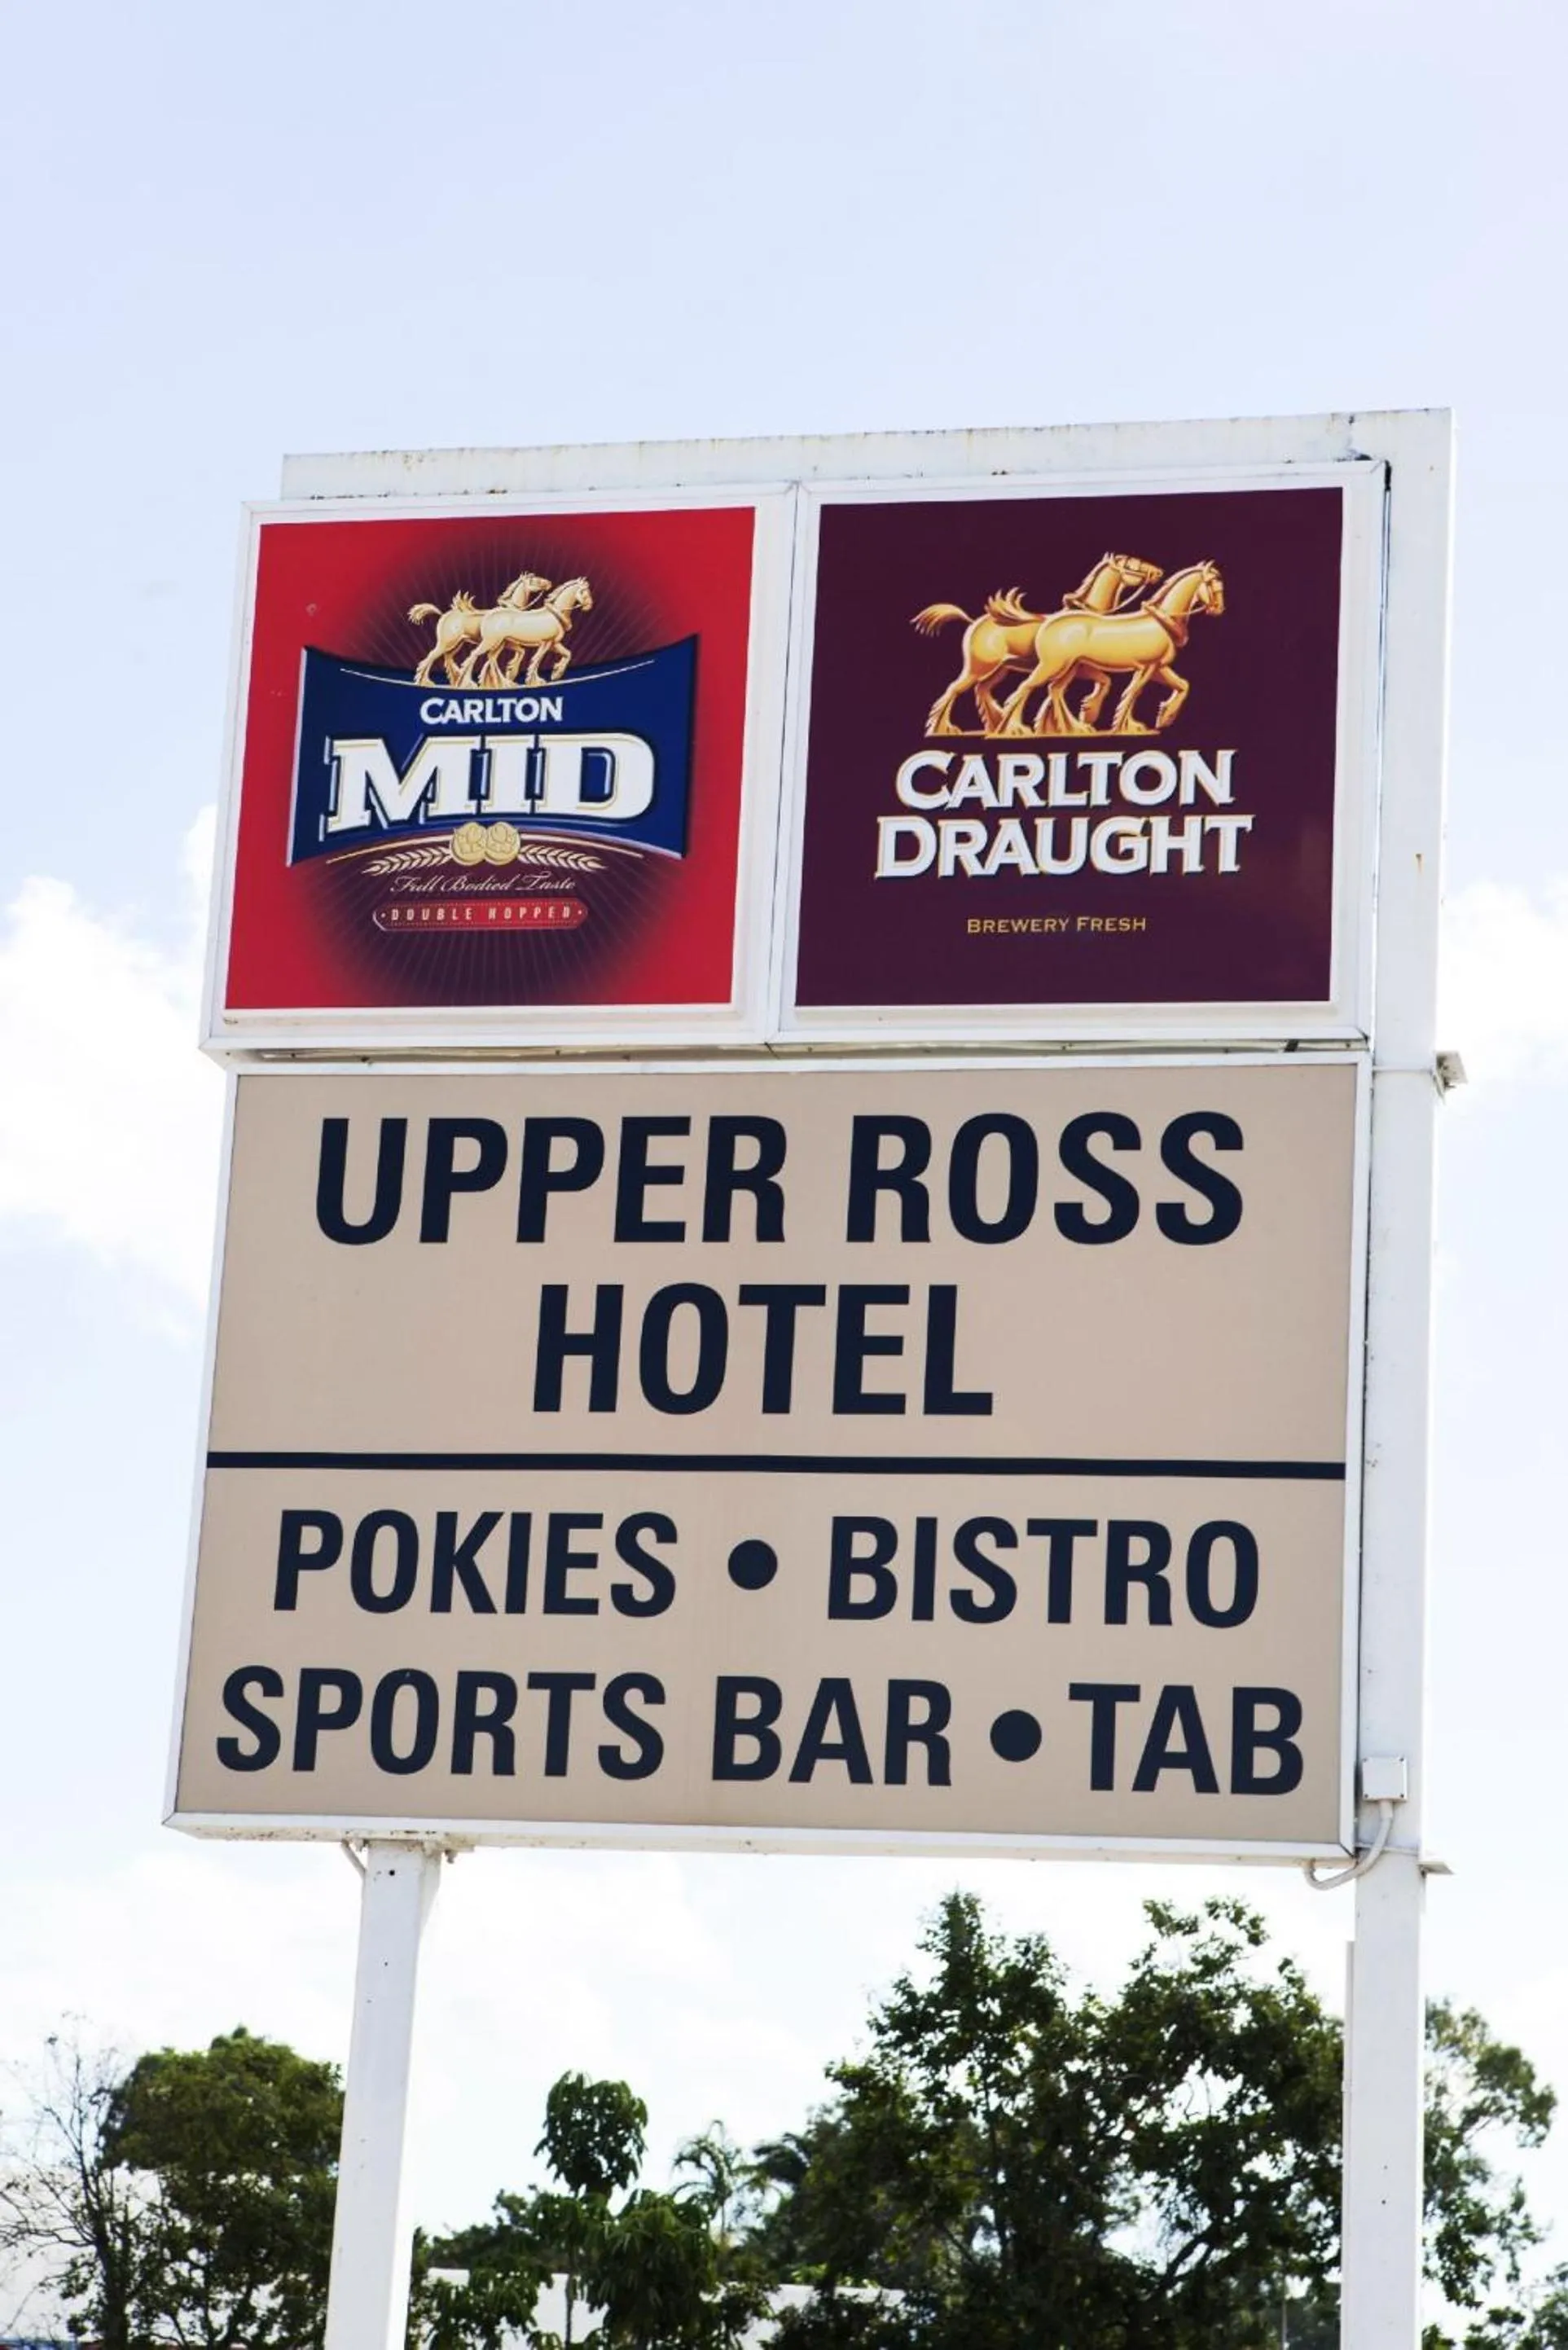 CARLTON
MID
Full Bodied Taste
• DOUBLE HOPPED •
CARLTON
DRAUGHT
BREWERY FRESH
UPPER ROSS
HOTEL
POKIES • BISTRO
SPORTS BAR • TAB